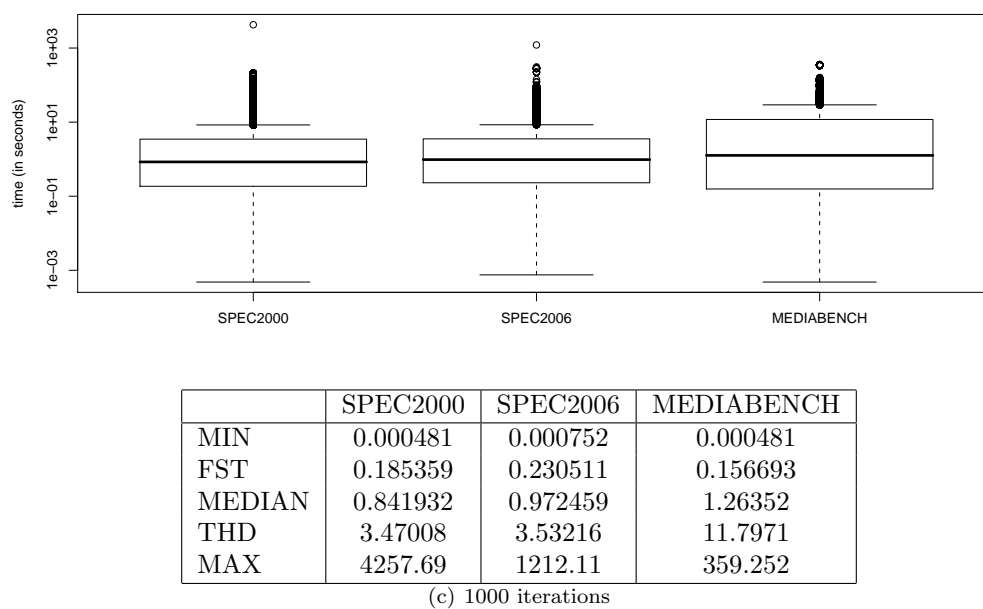 time (in seconds)
1e+03
1e+01
1e-01
1e-03
SPEC2000 SPEC2006 MEDIABENCH
SPEC2000 SPEC2006 MEDIABENCH
MIN 0.000481 0.000752 0.000481
FST 0.185359 0.230511 0.156693
MEDIAN 0.841932 0.972459 1.26352
THD 3.47008 3.53216 11.7971
MAX 4257.69 1212.11 359.252
(c) 1000 iterations